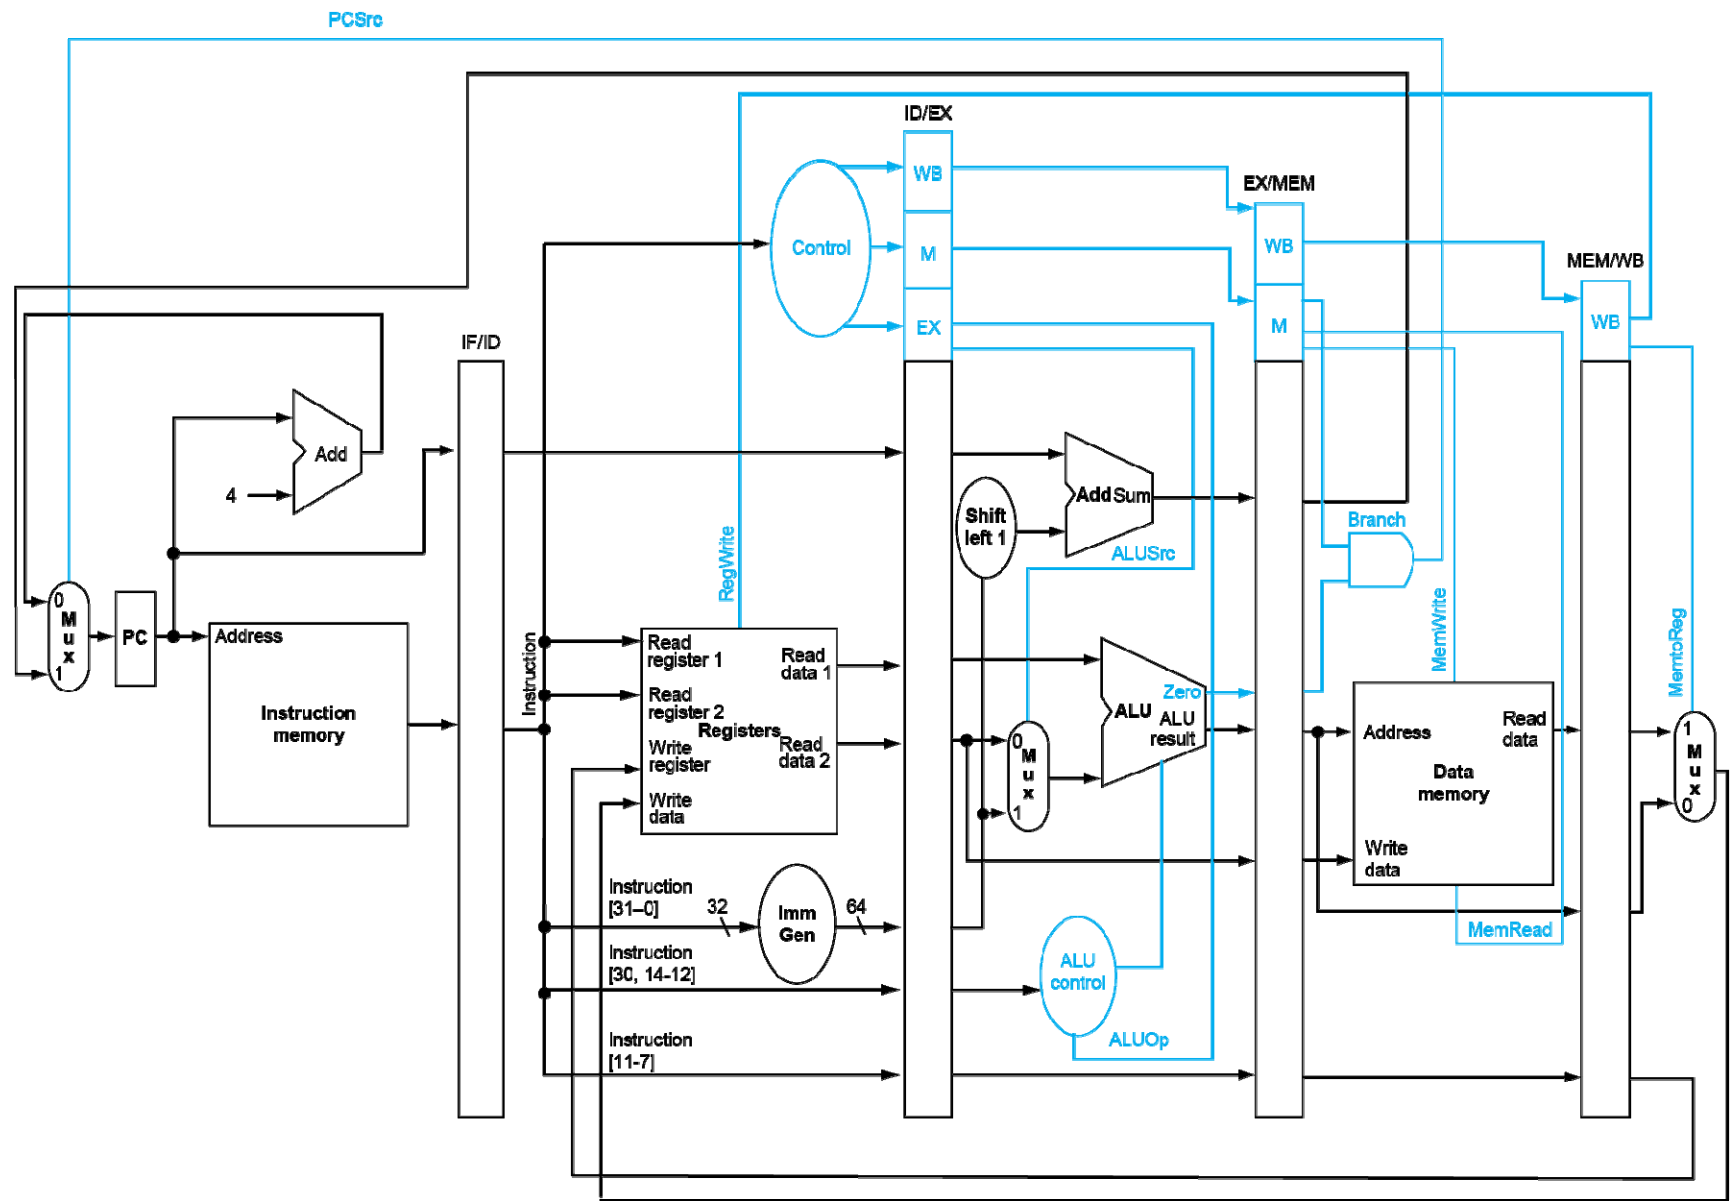 PCSrc
ID/EX
WB
EX/MEM
Control
M
WB
MEM/WB
EX
M
WB
IF/ID
Add
4
Shift
left 1
Add Sum
Branch
ALUSrc
RegWrite
MemWrite
MemtoReg
0
M
u
x
1
PC
Address
Instruction
memory
Instruction
Read
register 1
Read
data 1
Read
register 2
Registers
Write
register
Read
data 2
Write
data
0
M
u
x
1
Zero
ALU
ALU
result
Address
Read
data
Data
memory
Write
data
1
M
u
x
0
Instruction
[31–0]
32
Imm
Gen
64
MemRead
Instruction
[30, 14-12]
ALU
control
Instruction
[11-7]
ALUOp